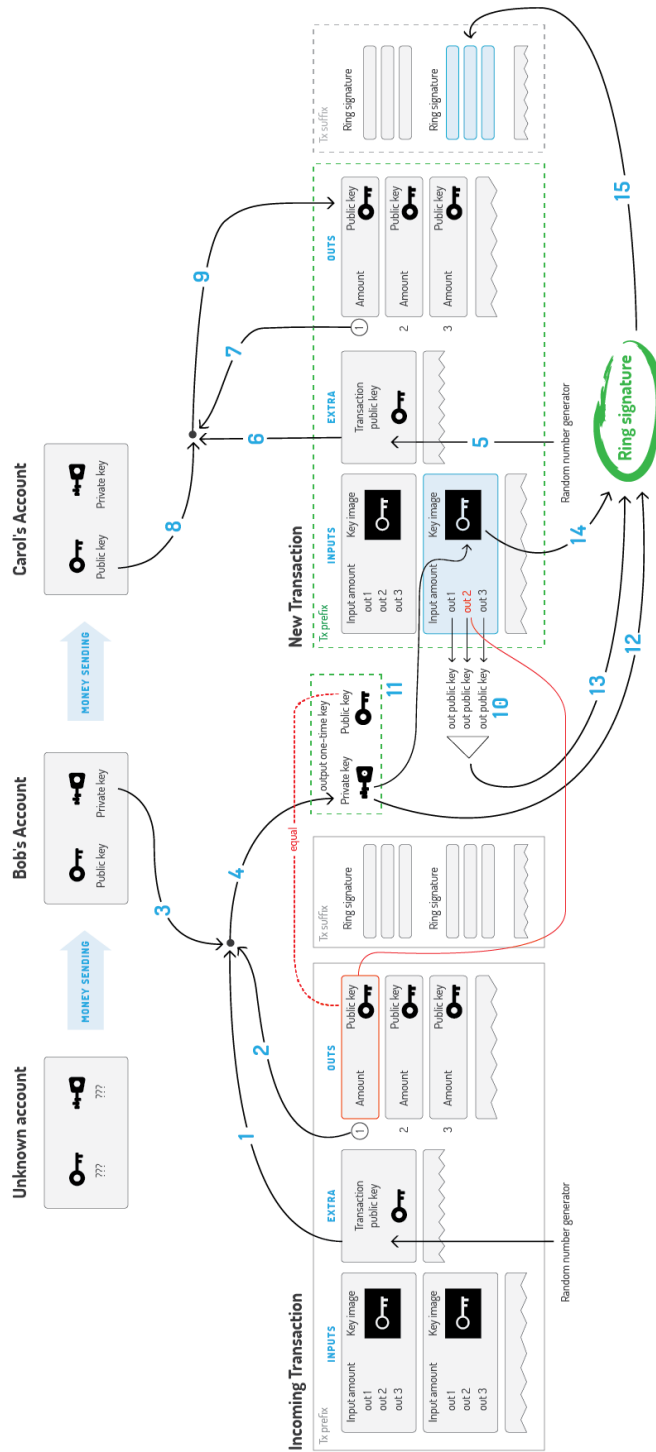 Unknown account
???
???
MONEY SENDING
Bob's Account
Public key
Private key
MONEY SENDING
Carol's Account
Public key
Private key
1
2
3
4
5
6
7
8
9
Incoming Transaction
Tx prefix
INPUTS
Input amount
Key image
out 1
out 2
out 3
Input amount
Key image
out 1
out 2
out 3
EXTRA
Transaction
public key
Random number generator
OUTS
1
Amount
Public key
2
Amount
Public key
3
Amount
Public key
Tx suffix
Ring signature
Ring signature
equal
output one-time key
Private key
Public key
11
out public key
out public key
out public key
10
New Transaction
Tx prefix
INPUTS
Input amount
Key image
out 1
out 2
out 3
Input amount
Key image
out 1
out 2
out 3
EXTRA
Transaction
public key
Random number generator
OUTS
1
Amount
Public key
2
Amount
Public key
3
Amount
Public key
Tx suffix
Ring signature
Ring signature
12
13
14
15
Ring signature